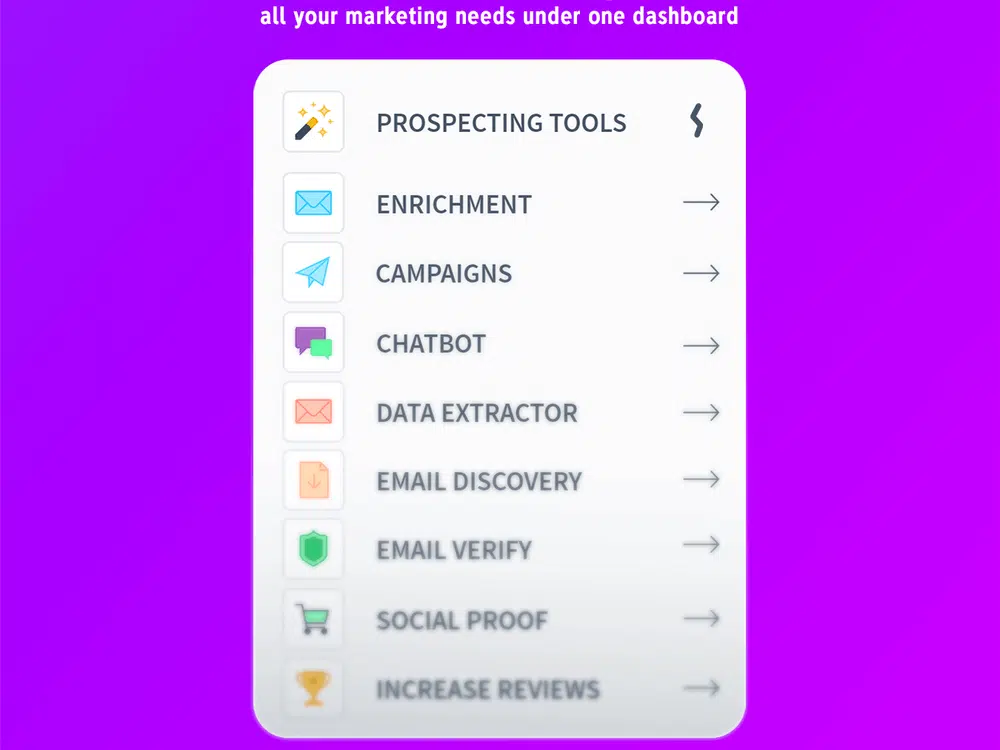 all your marketing needs under one dashboard
PROSPECTING TOOLS
ENRICHMENT
CAMPAIGNS
CHATBOT
DATA EXTRACTOR
EMAIL DISCOVERY
EMAIL VERIFY
SOCIAL PROOF
INCREASE REVIEWS